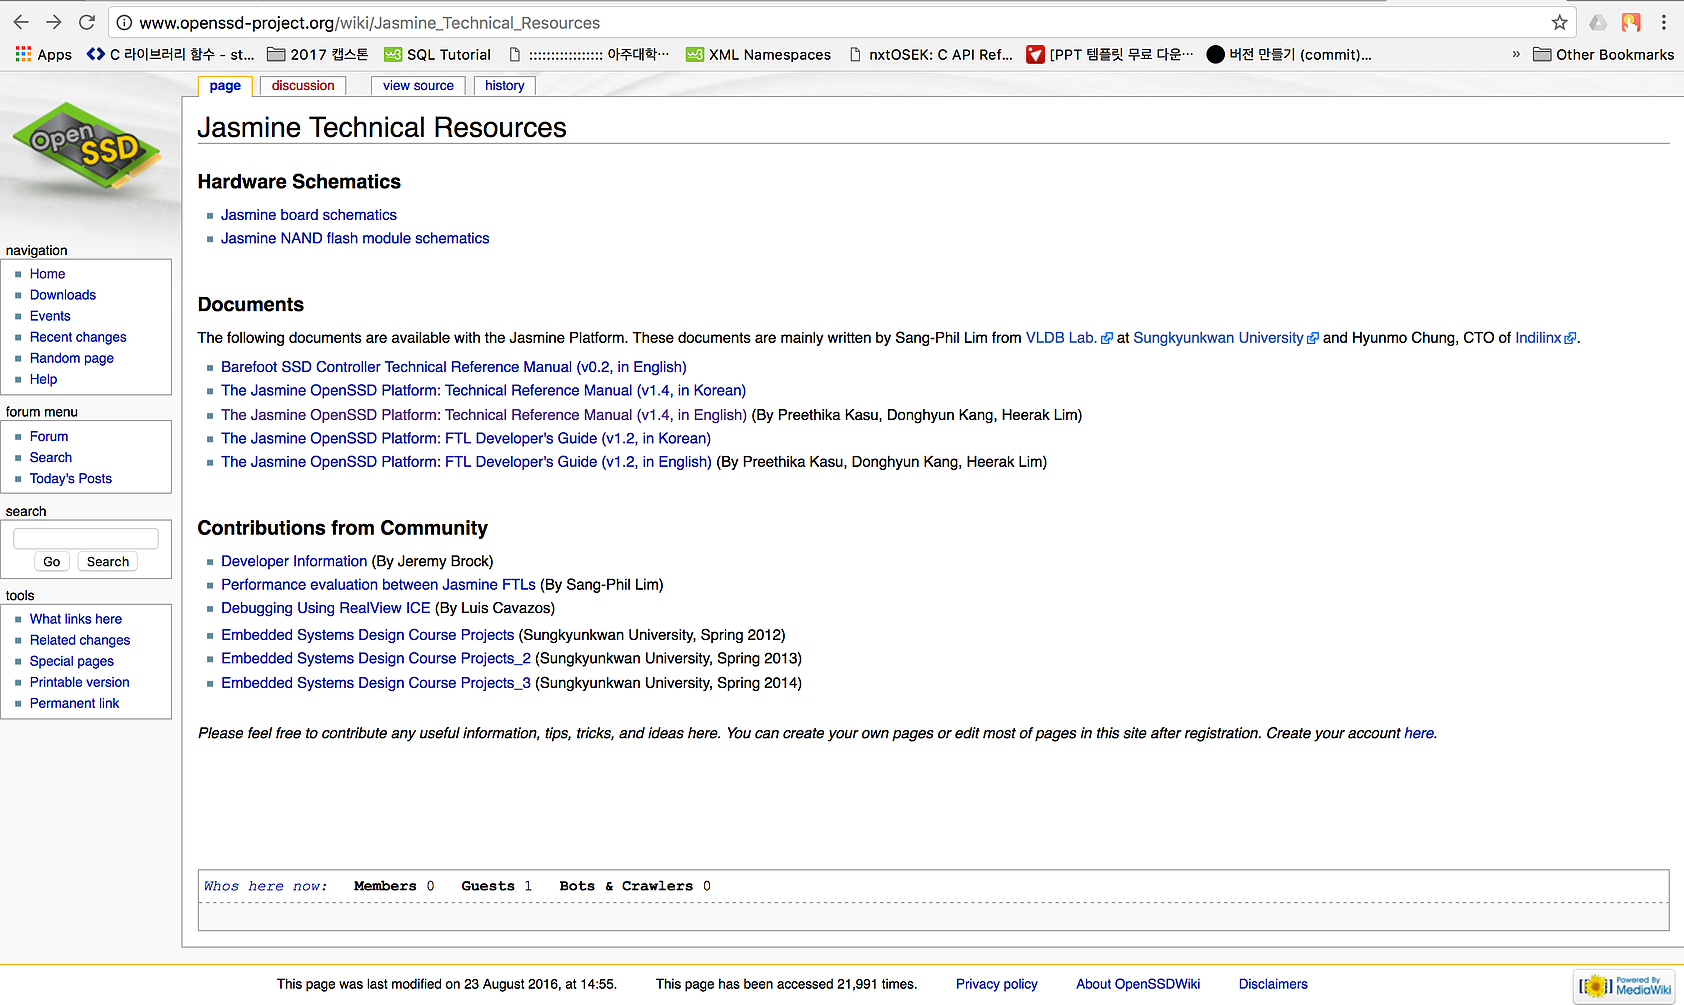 www.openssd-project.org/wiki/Jasmine_Technical_Resources
Apps C 라이브러리 함수 - st... 2017 캡스톤 SQL Tutorial :::::::::::::::: 아주대학··· XML Namespaces nxtOSEK: C API Ref... [PPT 템플릿 무료 다운··· 버전 만들기 (commit)... » Other Bookmarks
page discussion view source history
Open
SSD
Jasmine Technical Resources
Hardware Schematics
Jasmine board schematics
Jasmine NAND flash module schematics
navigation
Home
Downloads
Events
Recent changes
Random page
Help
forum menu
Forum
Search
Today's Posts
search
Go Search
tools
What links here
Related changes
Special pages
Printable version
Permanent link
Documents
The following documents are available with the Jasmine Platform. These documents are mainly written by Sang-Phil Lim from VLDB Lab. at Sungkyunkwan University and Hyunmo Chung, CTO of Indilinx.
Barefoot SSD Controller Technical Reference Manual (v0.2, in English)
The Jasmine OpenSSD Platform: Technical Reference Manual (v1.4, in Korean)
The Jasmine OpenSSD Platform: Technical Reference Manual (v1.4, in English) (By Preethika Kasu, Donghyun Kang, Heerak Lim)
The Jasmine OpenSSD Platform: FTL Developer's Guide (v1.2, in Korean)
The Jasmine OpenSSD Platform: FTL Developer's Guide (v1.2, in English) (By Preethika Kasu, Donghyun Kang, Heerak Lim)
Contributions from Community
Developer Information (By Jeremy Brock)
Performance evaluation between Jasmine FTLs (By Sang-Phil Lim)
Debugging Using RealView ICE (By Luis Cavazos)
Embedded Systems Design Course Projects (Sungkyunkwan University, Spring 2012)
Embedded Systems Design Course Projects_2 (Sungkyunkwan University, Spring 2013)
Embedded Systems Design Course Projects_3 (Sungkyunkwan University, Spring 2014)
Please feel free to contribute any useful information, tips, tricks, and ideas here. You can create your own pages or edit most of pages in this site after registration. Create your account here.
Whos here now: Members 0 Guests 1 Bots & Crawlers 0
This page was last modified on 23 August 2016, at 14:55. This page has been accessed 21,991 times. Privacy policy About OpenSSDWiki Disclaimers
Powered By
MediaWiki